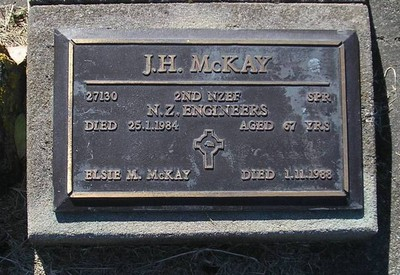 J.H. McKAY
27130 2ND NZEF SPR
N.Z. ENGINEERS
DIED 25.1.1984 AGED 67 YRS
ELSIE M. McKAY DIED 1.11.1988